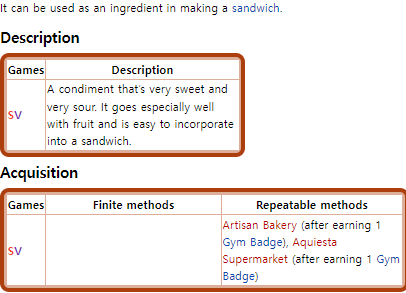 It can be used as an ingredient in making a sandwich.
Description
Games Description
SV
A condiment that's very sweet and
very sour. It goes especially well
with fruit and is easy to incorporate
into a sandwich.
Acquisition
Games Finite methods Repeatable methods
SV
Artisan Bakery (after earning 1
Gym Badge), Aquiesta
Supermarket (after earning 1 Gym
Badge)